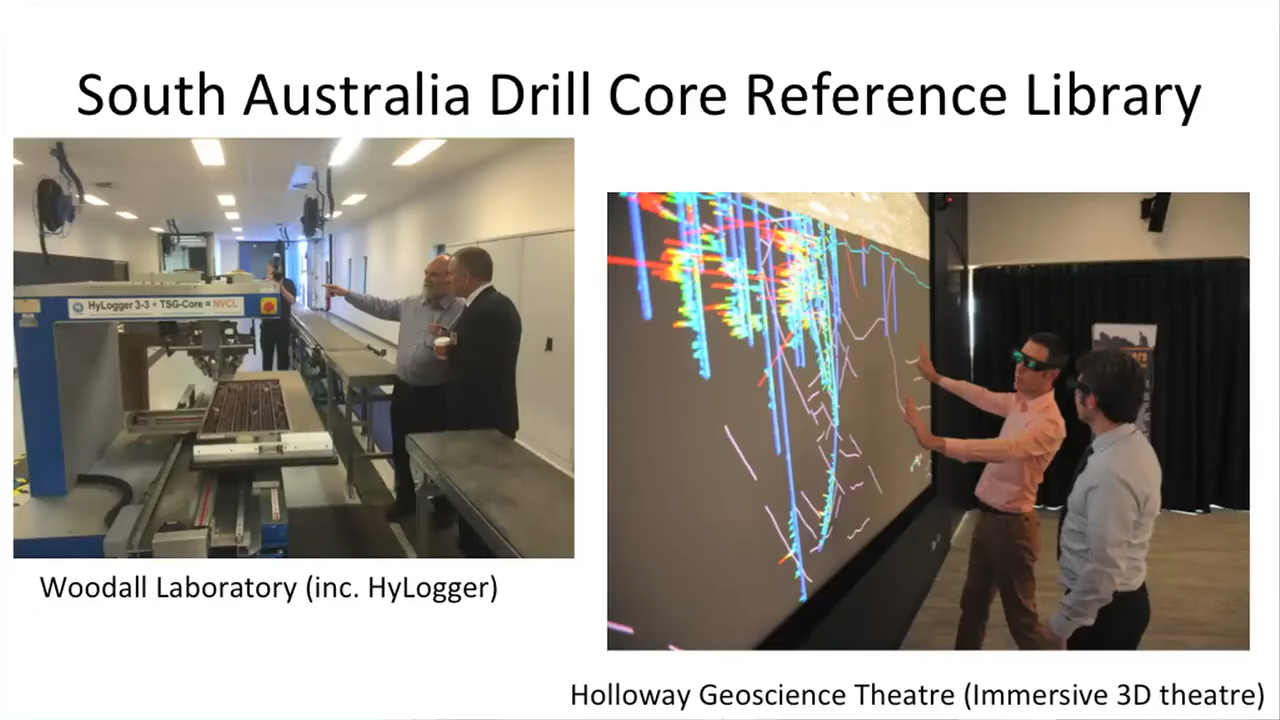 South Australia Drill Core Reference Library
HyLogger 3-3 + TSG-Core = NVCL
Woodall Laboratory (inc. HyLogger)
Holloway Geoscience Theatre (Immersive 3D theatre)